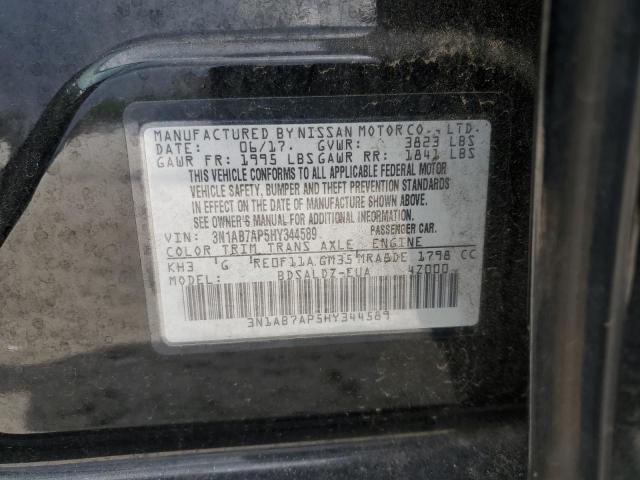 MANUFACTURED BY NISSAN MOTOR CO., LTD.
DATE: 06/17. GVWR: 3823 LBS
GAWR FR: 1995 LBS GAWR RR: 1841 LBS
THIS VEHICLE CONFORMS TO ALL APPLICABLE FEDERAL MOTOR
VEHICLE SAFETY, BUMPER AND THEFT PREVENTION STANDARDS
IN EFFECT ON THE DATE OF MANUFACTURE SHOWN ABOVE.
SEE OWNER'S MANUAL FOR ADDITIONAL INFORMATION.
VIN: 3N1AB7AP5HY344589 PASSENGER CAR.
COLOR TRIM TRANS AXLE ENGINE
KH3 'G 'RE0F11A GM35 MRA8DE 1798 CC
MODEL: BDSALDZ-EUA 47000
3N1AB7AP5HY344589